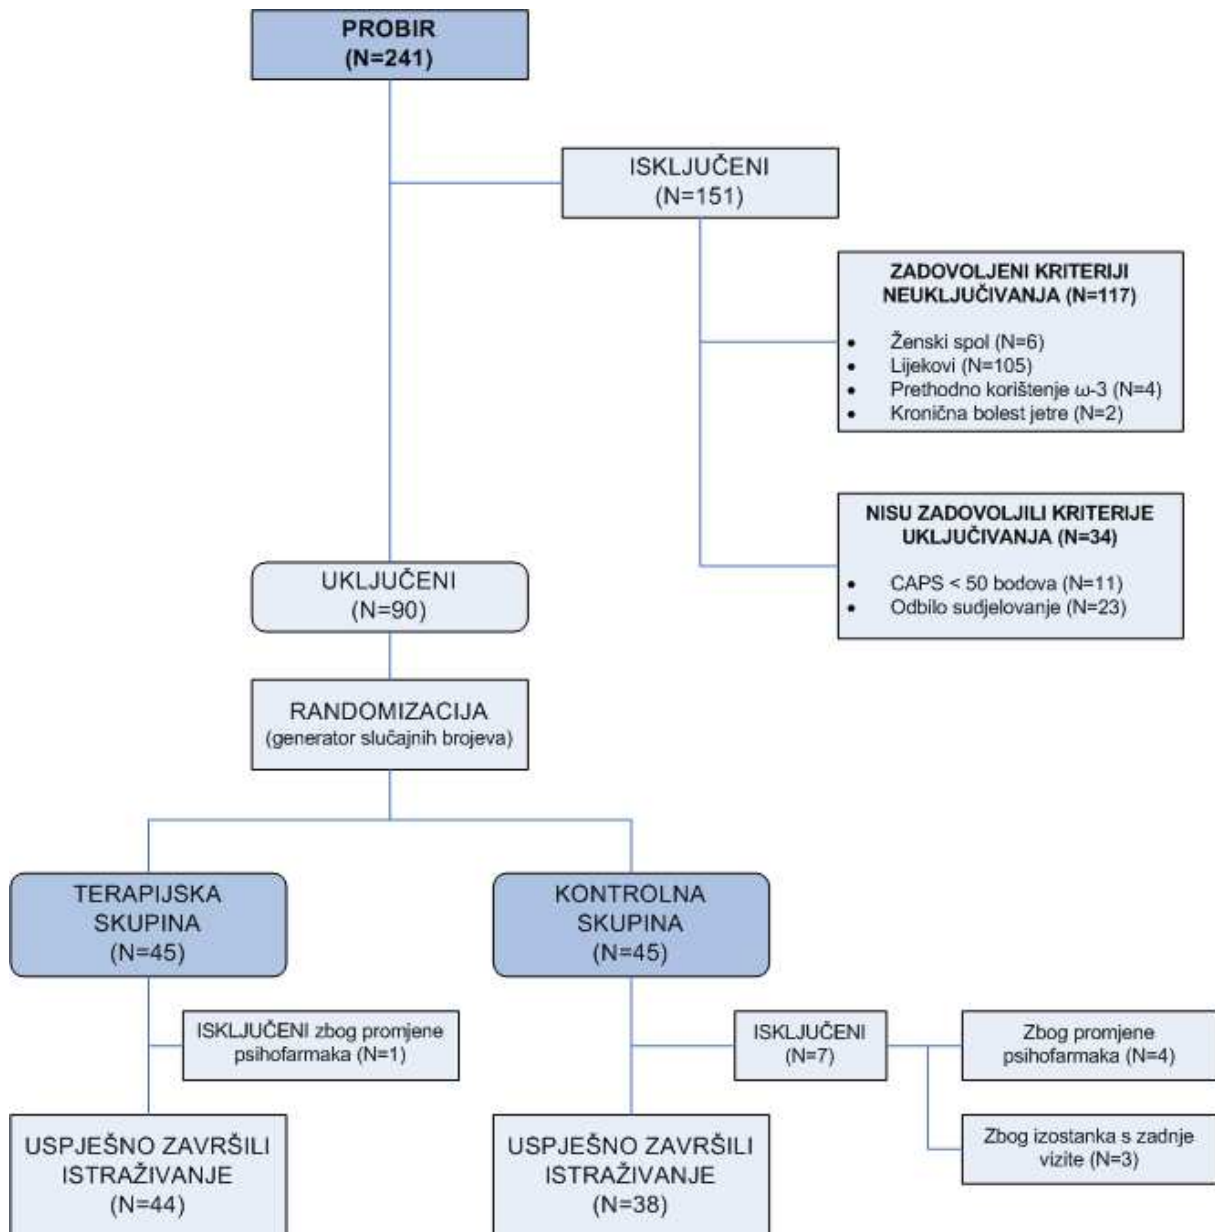 PROBIR
(N=241)
ISKLJUČENI
(N=151)
ZADOVOLJENI KRITERIJI
NEUKLJUČIVANJA (N=117)
• Ženski spol (N=6)
• Lijekovi (N=105)
• Prethodno korištenje ω-3 (N=4)
• Kronična bolest jetre (N=2)
NISU ZADOVOLJILI KRITERIJE
UKLJUČIVANJA (N=34)
• CAPS < 50 bodova (N=11)
• Odbilo sudjelovanje (N=23)
UKLJUČENI
(N=90)
RANDOMIZACIJA
(generator slučajnih brojeva)
TERAPIJSKA
SKUPINA
(N=45)
KONTROLNA
SKUPINA
(N=45)
ISKLJUČENI zbog promjene
psihofarmaka (N=1)
ISKLJUČENI
(N=7)
Zbog promjene
psihofarmaka (N=4)
Zbog izostanka s zadnje
vizite (N=3)
USPJEŠNO ZAVRŠILI
ISTRAŽIVANJE
(N=44)
USPJEŠNO ZAVRŠILI
ISTRAŽIVANJE
(N=38)